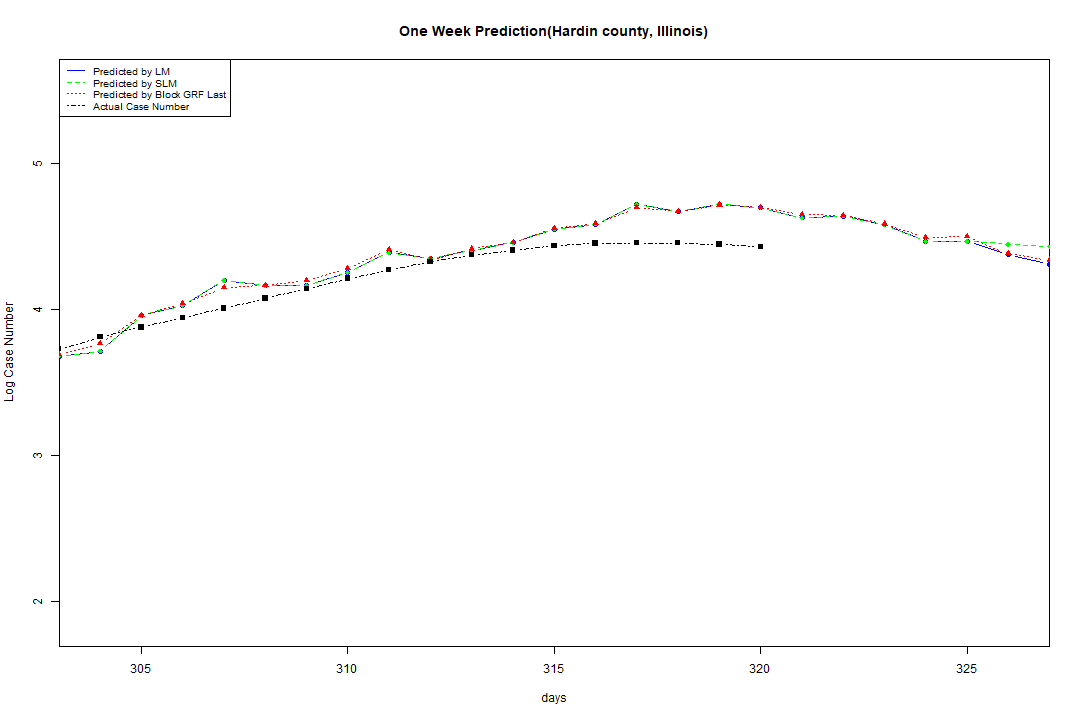 One Week Prediction(Hardin county, Illinois)
Predicted by LM
Predicted by SLM
Predicted by Block GRF Last
Actual Case Number
5
4
3
2
Log Case Number
305 310 315 320 325
days